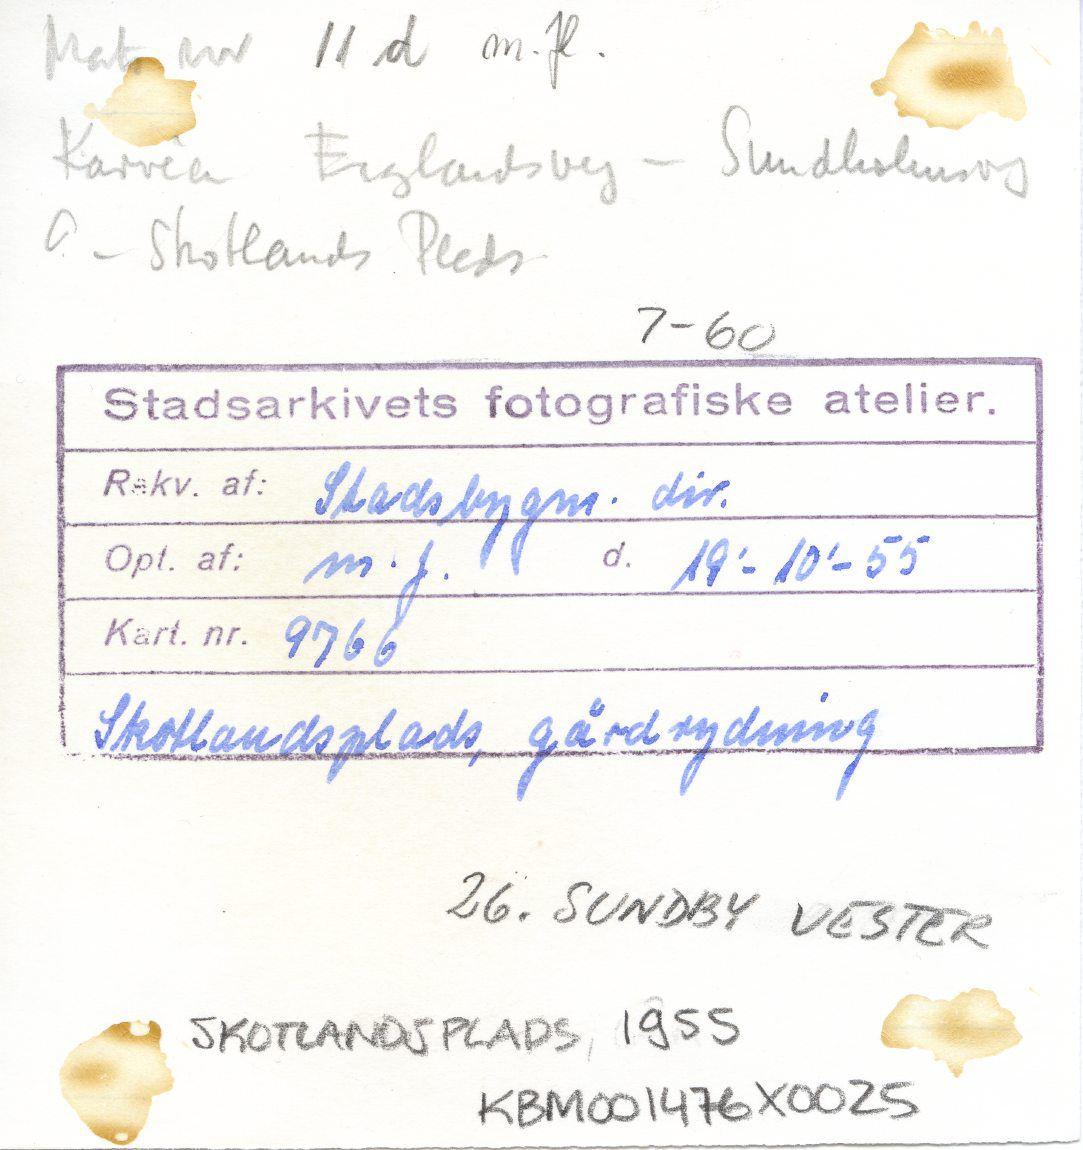 Mat nr 11 d m.fl.
Karréen Englandsvej – Sundholmsvej
– Skotlands Plads
7-60
Stadsarkivets fotografiske atelier.
Rekv. af: Stadsbygm. dir.
Opt. af: m.f. d. 19'-10'-55
Kart. nr. 9766
Skotlandsplads, gårdrydning
26. SUNDBY VESTER
SKOTLANDSPLADS, 1955
KBM001476X0025